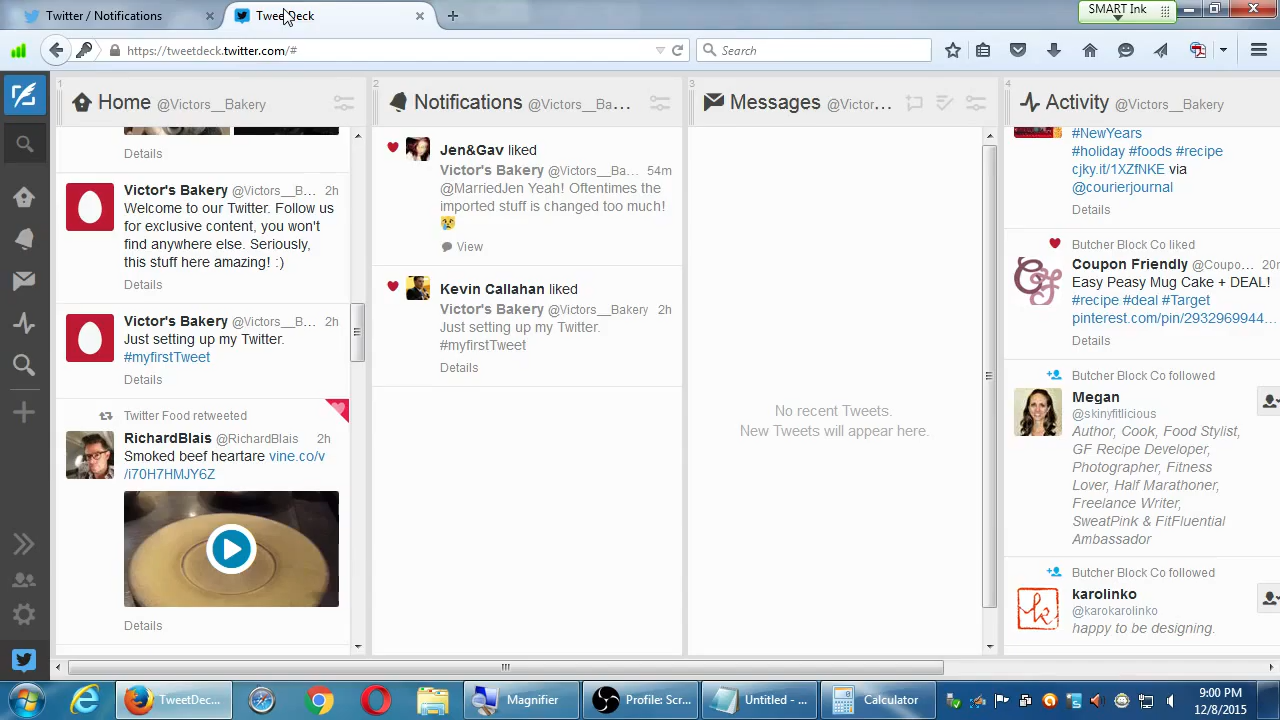 Twitter / Notifications
TweetDeck
SMART Ink
https://tweetdeck.twitter.com/#
Search
1
Home @Victors__Bakery
Details
Victor's Bakery @Victors__B... 2h
Welcome to our Twitter. Follow us
for exclusive content, you won't
find anywhere else. Seriously,
this stuff here amazing! :)
Details
Victor's Bakery @Victors__B... 2h
Just setting up my Twitter.
#myfirstTweet
Details
Twitter Food retweeted
RichardBlais @RichardBlais 2h
Smoked beef heartare vine.co/v
/i70H7HMJY6Z
Details
2
Notifications @Victors__Ba...
Jen&Gav liked
Victor's Bakery @Victors__Ba... 54m
@MarriedJen Yeah! Oftentimes the
imported stuff is changed too much!
View
Kevin Callahan liked
Victor's Bakery @Victors__Bakery 2h
Just setting up my Twitter.
#myfirstTweet
Details
3
Messages @Victor...
No recent Tweets.
New Tweets will appear here.
4
Activity @Victors__Bakery
#NewYears
#holiday #foods #recipe
cjky.it/1XZfNKE via
@courierjournal
Details
Butcher Block Co liked
Coupon Friendly @Coupo... 20m
Easy Peasy Mug Cake + DEAL!
#recipe #deal #Target
pinterest.com/pin/2932969944...
Details
Butcher Block Co followed
Megan
@skinyfitlicious
Author, Cook, Food Stylist,
GF Recipe Developer,
Photographer, Fitness
Lover, Half Marathoner,
Freelance Writer,
SweatPink & FitFluential
Ambassador
Butcher Block Co followed
karolinko
@karokarolinko
happy to be designing.
TweetDec...
Magnifier
Profile: Scr...
Untitled - ...
Calculator
9:00 PM
12/8/2015